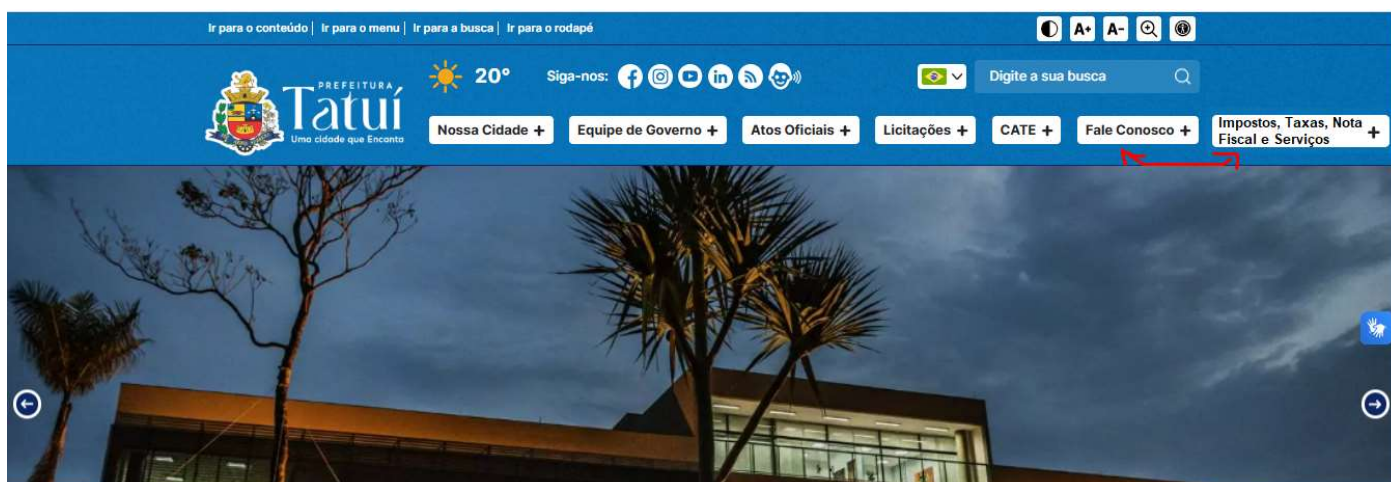 Ir para o conteúdo | Ir para o menu | Ir para a busca | Ir para o rodapé
A+ A-
PREFEITURA
Tatuí
Uma cidade que Encanta
20° Siga-nos:
Digite a sua busca
Nossa Cidade + Equipe de Governo + Atos Oficiais + Licitações + CATE + Fale Conosco +
Impostos, Taxas, Nota
Fiscal e Serviços +